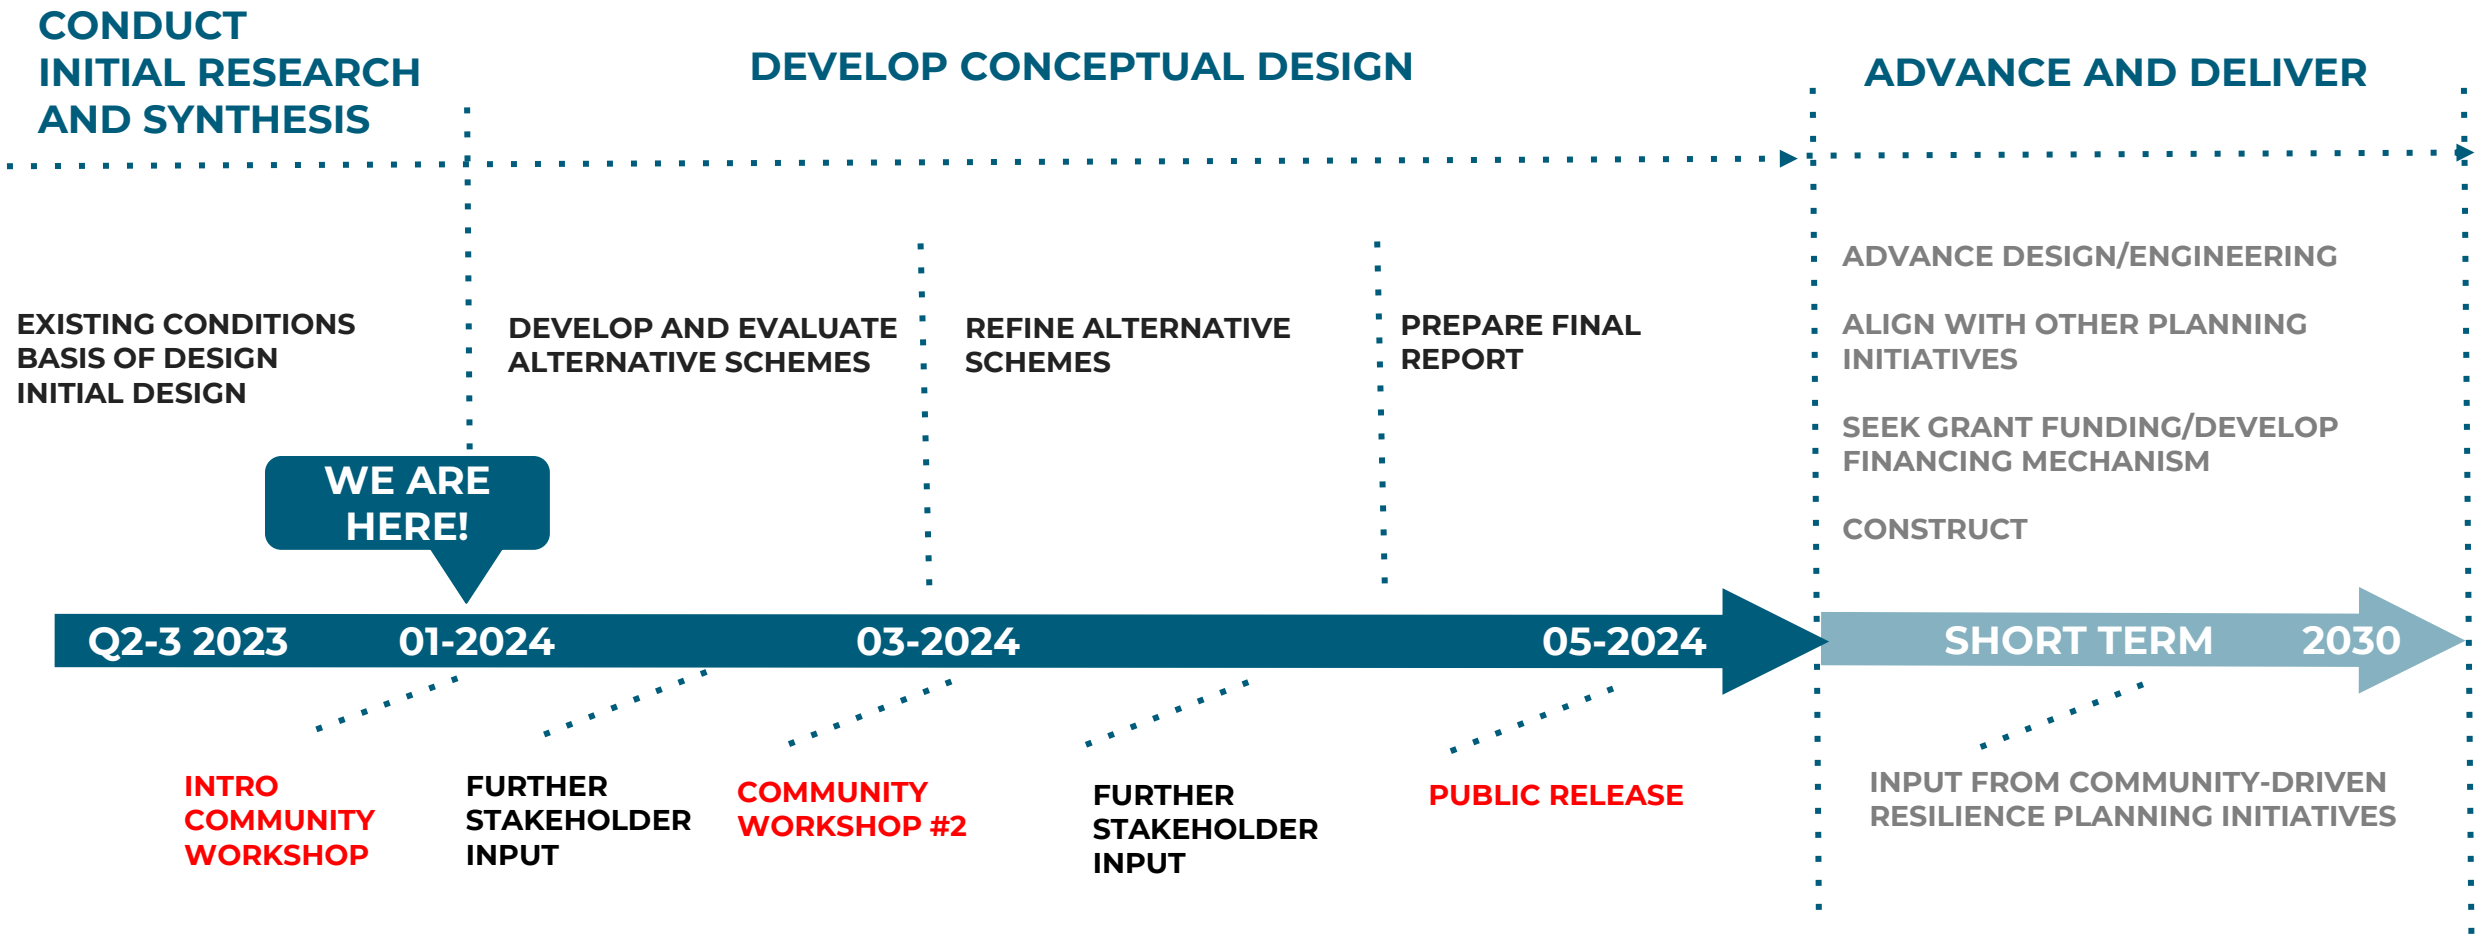 CONDUCT
INITIAL RESEARCH
AND SYNTHESIS
DEVELOP CONCEPTUAL DESIGN
ADVANCE AND DELIVER
EXISTING CONDITIONS
BASIS OF DESIGN
INITIAL DESIGN
DEVELOP AND EVALUATE
ALTERNATIVE SCHEMES
REFINE ALTERNATIVE
SCHEMES
PREPARE FINAL
REPORT
ADVANCE DESIGN/ENGINEERING
ALIGN WITH OTHER PLANNING
INITIATIVES
SEEK GRANT FUNDING/DEVELOP
FINANCING MECHANISM
CONSTRUCT
WE ARE
HERE!
Q2-3 2023
01-2024
03-2024
05-2024
SHORT TERM
2030
INTRO
COMMUNITY
WORKSHOP
FURTHER
STAKEHOLDER
INPUT
COMMUNITY
WORKSHOP #2
FURTHER
STAKEHOLDER
INPUT
PUBLIC RELEASE
INPUT FROM COMMUNITY-DRIVEN
RESILIENCE PLANNING INITIATIVES